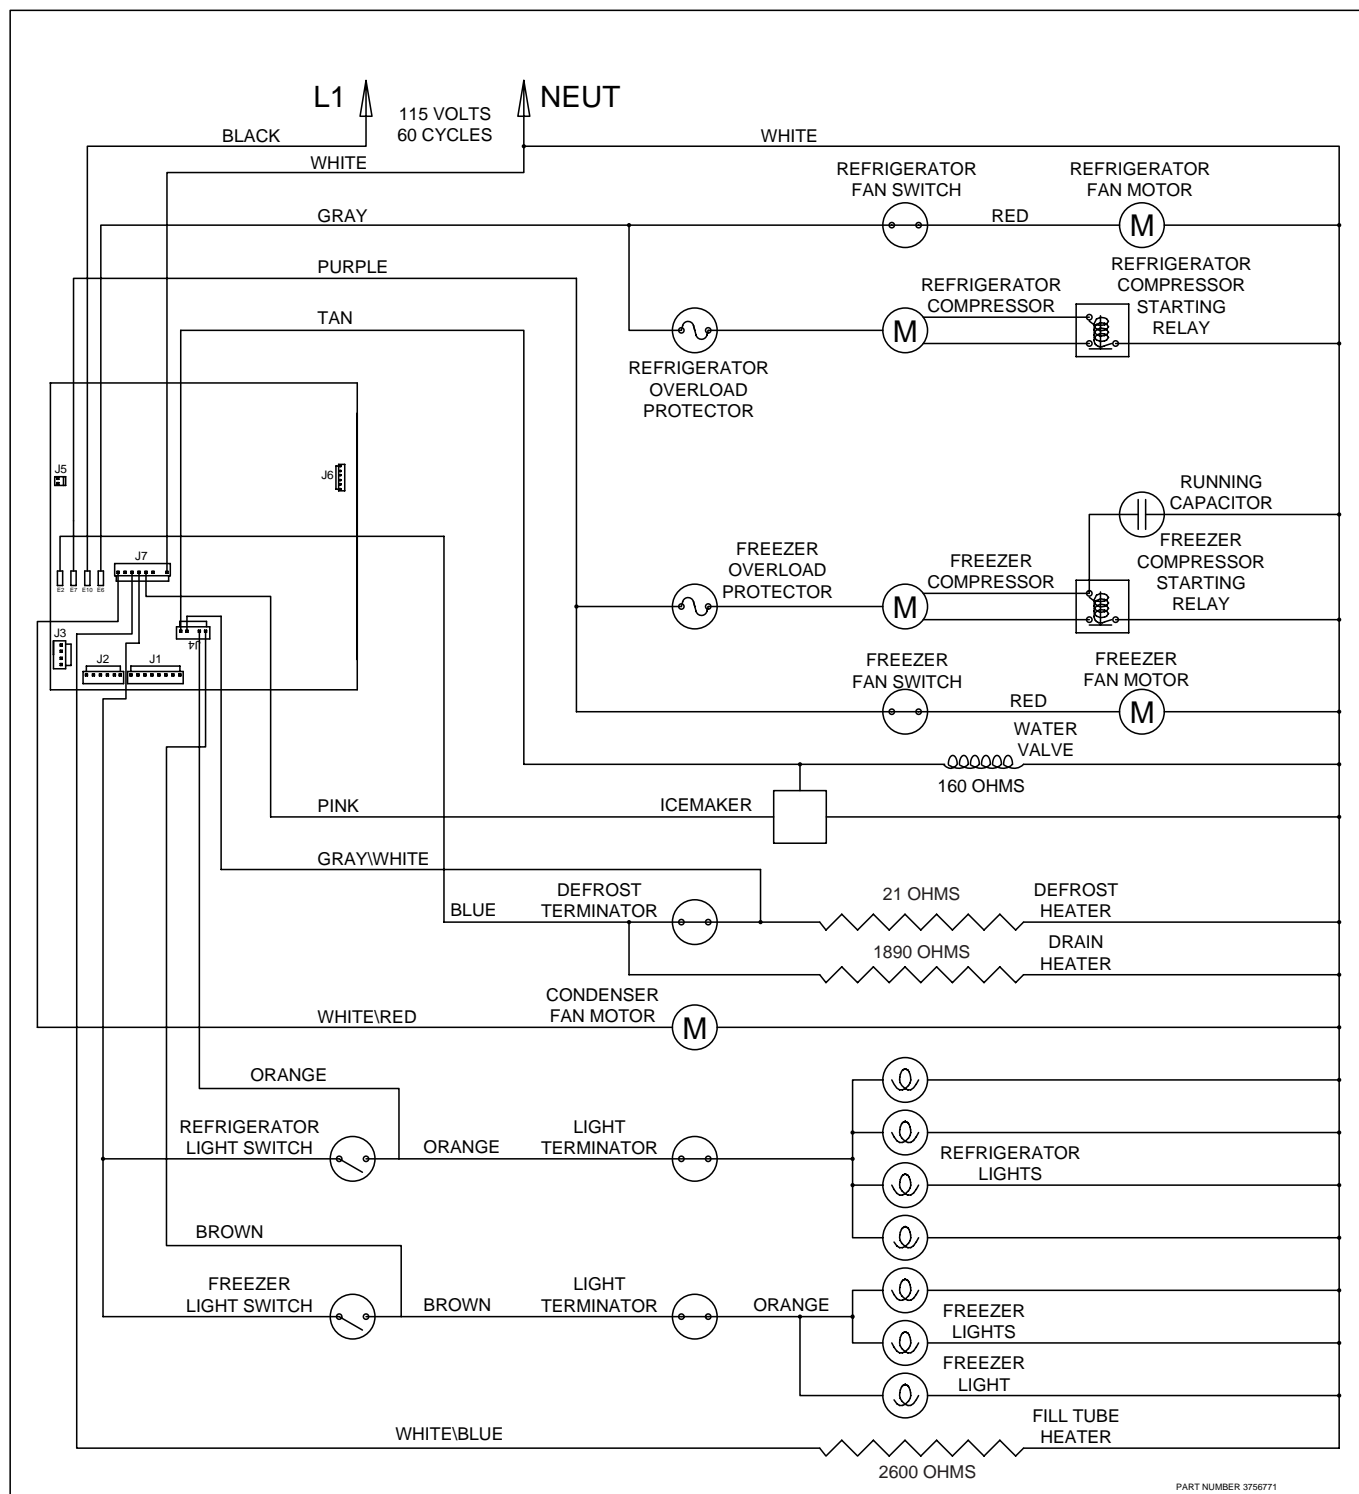 L1
115 VOLTS
60 CYCLES
NEUT
BLACK
WHITE
WHITE
REFRIGERATOR
FAN SWITCH
REFRIGERATOR
FAN MOTOR
GRAY
RED
M
PURPLE
REFRIGERATOR
COMPRESSOR
REFRIGERATOR
COMPRESSOR
STARTING
RELAY
TAN
M
REFRIGERATOR
OVERLOAD
PROTECTOR
J5
J6
RUNNING
CAPACITOR
J7
FREEZER
OVERLOAD
PROTECTOR
FREEZER
COMPRESSOR
FREEZER
COMPRESSOR
STARTING
RELAY
E2 E7 E10 E6
M
J3
J4
J2
J1
FREEZER
FAN SWITCH
FREEZER
FAN MOTOR
RED
M
WATER
VALVE
160 OHMS
PINK
ICEMAKER
GRAY\WHITE
DEFROST
TERMINATOR
21 OHMS
DEFROST
HEATER
BLUE
1890 OHMS
DRAIN
HEATER
CONDENSER
FAN MOTOR
WHITE\RED
M
ORANGE
REFRIGERATOR
LIGHT SWITCH
ORANGE
LIGHT
TERMINATOR
REFRIGERATOR
LIGHTS
BROWN
FREEZER
LIGHT SWITCH
BROWN
LIGHT
TERMINATOR
ORANGE
FREEZER
LIGHTS
FREEZER
LIGHT
WHITE\BLUE
FILL TUBE
HEATER
2600 OHMS
PART NUMBER 3756771